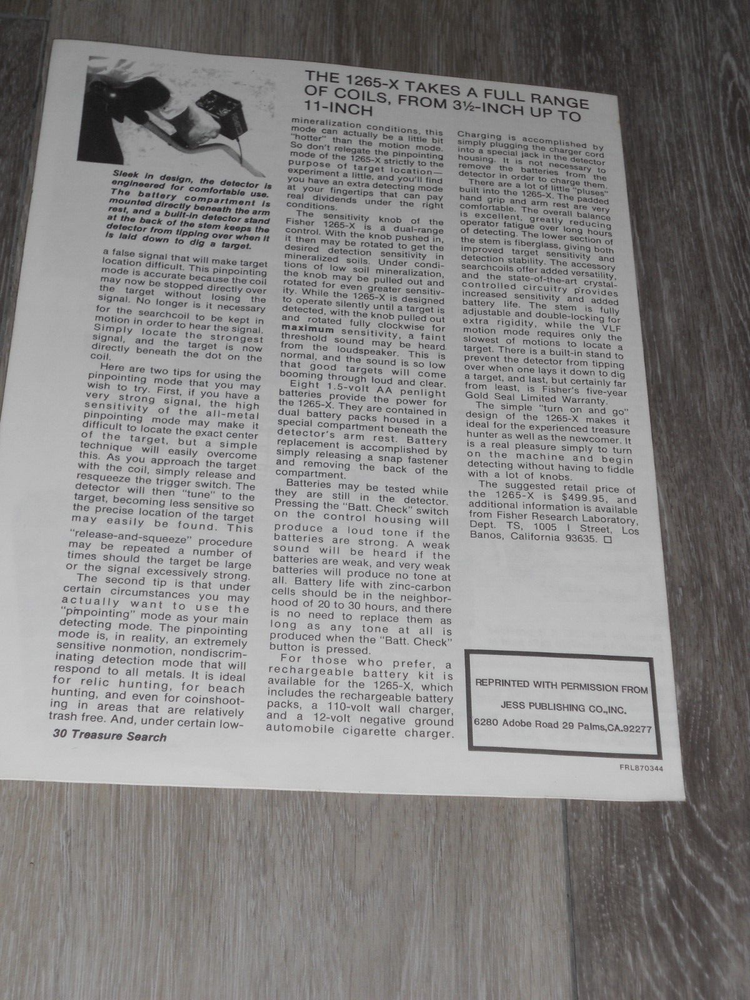 THE 1265-X TAKES A FULL RANGE
OF COILS, FROM 3½-INCH UP TO
11-INCH
Sleek in design, the detector is
engineered for comfortable use.
The battery compartment is
mounted directly beneath the arm
rest, and a built-in detector stand
at the back of the stem keeps the
detector from tipping over when it
is laid down to dig a target.
a false signal that will make target
location difficult. This pinpointing
mode is accurate because the coil
may now be stopped directly over
the target without losing the
signal. No longer is it necessary
for the searchcoil to be kept in
motion in order to hear the signal.
Simply locate the strongest
signal, and the target is now
directly beneath the dot on the
coil.
Here are two tips for using the
pinpointing mode that you may
wish to try. First, if you have a
very strong signal, the high
sensitivity of the all-metal
pinpointing mode may make it
difficult to locate the exact center
of the target, but a simple
technique will easily overcome
this. As you approach the target
with the coil, simply release and
resqueeze the trigger switch. The
detector will then "tune" to the
target, becoming less sensitive so
the precise location of the target
may easily be found. This
"release-and-squeeze" procedure
may be repeated a number of
times should the target be large
or the signal excessively strong.
The second tip is that under
certain circumstances you may
actually want to use the
"pinpointing" mode as your main
detecting mode. The pinpointing
mode is, in reality, an extremely
sensitive nonmotion, nondiscrim-
inating detection mode that will
respond to all metals. It is ideal
for relic hunting, for beach
hunting, and even for coinshoot-
ing in areas that are relatively
trash free. And, under certain low-
30 Treasure Search
mineralization conditions, this
mode can actually be a little bit
"hotter" than the motion mode.
So don't relegate the pinpointing
mode of the 1265-X strictly to the
purpose of target location—
experiment a little, and you'll find
you have an extra detecting mode
at your fingertips that can pay
real dividends under the right
conditions.
The sensitivity knob of the
Fisher 1265-X is a dual-range
control. With the knob pushed in,
it then may be rotated to get the
desired detection sensitivity in
mineralized soils. Under condi-
tions of low soil mineralization,
the knob may be pulled out and
rotated for even greater sensitiv-
ity. While the 1265-X is designed
to operate silently until a target is
detected, with the knob pulled out
and rotated fully clockwise for
maximum sensitivity, a faint
threshold sound may be heard
from the loudspeaker. This is
normal, and the sound is so low
that good targets will come
booming through loud and clear.
Eight 1.5-volt AA penlight
batteries provide the power for
the 1265-X. They are contained in
dual battery packs housed in a
special compartment beneath the
detector's arm rest. Battery
replacement is accomplished by
simply releasing a snap fastener
and removing the back of the
compartment.
Batteries may be tested while
they are still in the detector.
Pressing the "Batt. Check" switch
on the control housing will
produce a loud tone if the
batteries are strong. A weak
sound will be heard if the
batteries are weak, and very weak
batteries will produce no tone at
all. Battery life with zinc-carbon
cells should be in the neighbor-
hood of 20 to 30 hours, and there
is no need to replace them as
long as any tone at all is
produced when the "Batt. Check"
button is pressed.
For those who prefer, a
rechargeable battery kit is
available for the 1265-X, which
includes the rechargeable battery
packs, a 110-volt wall charger,
and a 12-volt negative ground
automobile cigarette charger.
Charging is accomplished by
simply plugging the charger cord
into a special jack in the detector
housing. It is not necessary to
remove the batteries from the
detector in order to charge them.
There are a lot of little "pluses"
built into the 1265-X. The padded
hand grip and arm rest are very
comfortable. The overall balance
is excellent, greatly reducing
operator fatigue over long hours
of detecting. The lower section of
the stem is fiberglass, giving both
improved target sensitivity and
detection stability. The accessory
searchcoils offer added versatility,
and the state-of-the-art crystal-
controlled circuitry provides
increased sensitivity and added
battery life. The stem is fully
adjustable and double-locking for
extra rigidity, while the VLF
motion mode requires only the
slowest of motions to locate a
target. There is a built-in stand to
prevent the detector from tipping
over when one lays it down to dig
a target, and last, but certainly far
from least, is Fisher's five-year
Gold Seal Limited Warranty.
The simple "turn on and go"
design of the 1265-X makes it
ideal for the experienced treasure
hunter as well as the newcomer. It
is a real pleasure simply to turn
on the machine and begin
detecting without having to fiddle
with a lot of knobs.
The suggested retail price of
the 1265-X is $499.95, and
additional information is available
from Fisher Research Laboratory,
Dept. TS, 1005 I Street, Los
Banos, California 93635. □
REPRINTED WITH PERMISSION FROM
JESS PUBLISHING CO.,INC.
6280 Adobe Road 29 Palms,CA.92277
FRL870344